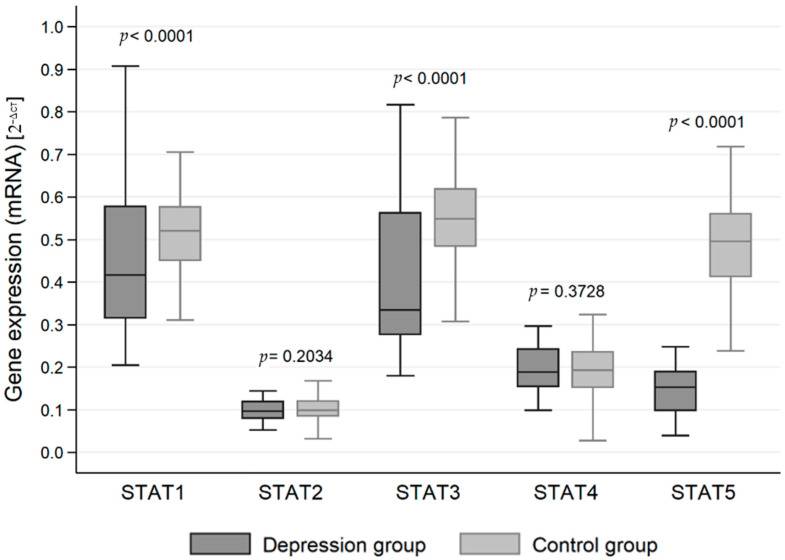 Gene expression (mRNA) [2-ΔCT]
1.0
0.9
0.8
0.7
0.6
0.5
0.4
0.3
0.2
0.1
0.0
p< 0.0001
p= 0.2034
p< 0.0001
p= 0.3728
p< 0.0001
STAT1 STAT2 STAT3 STAT4 STAT5
Depression group Control group